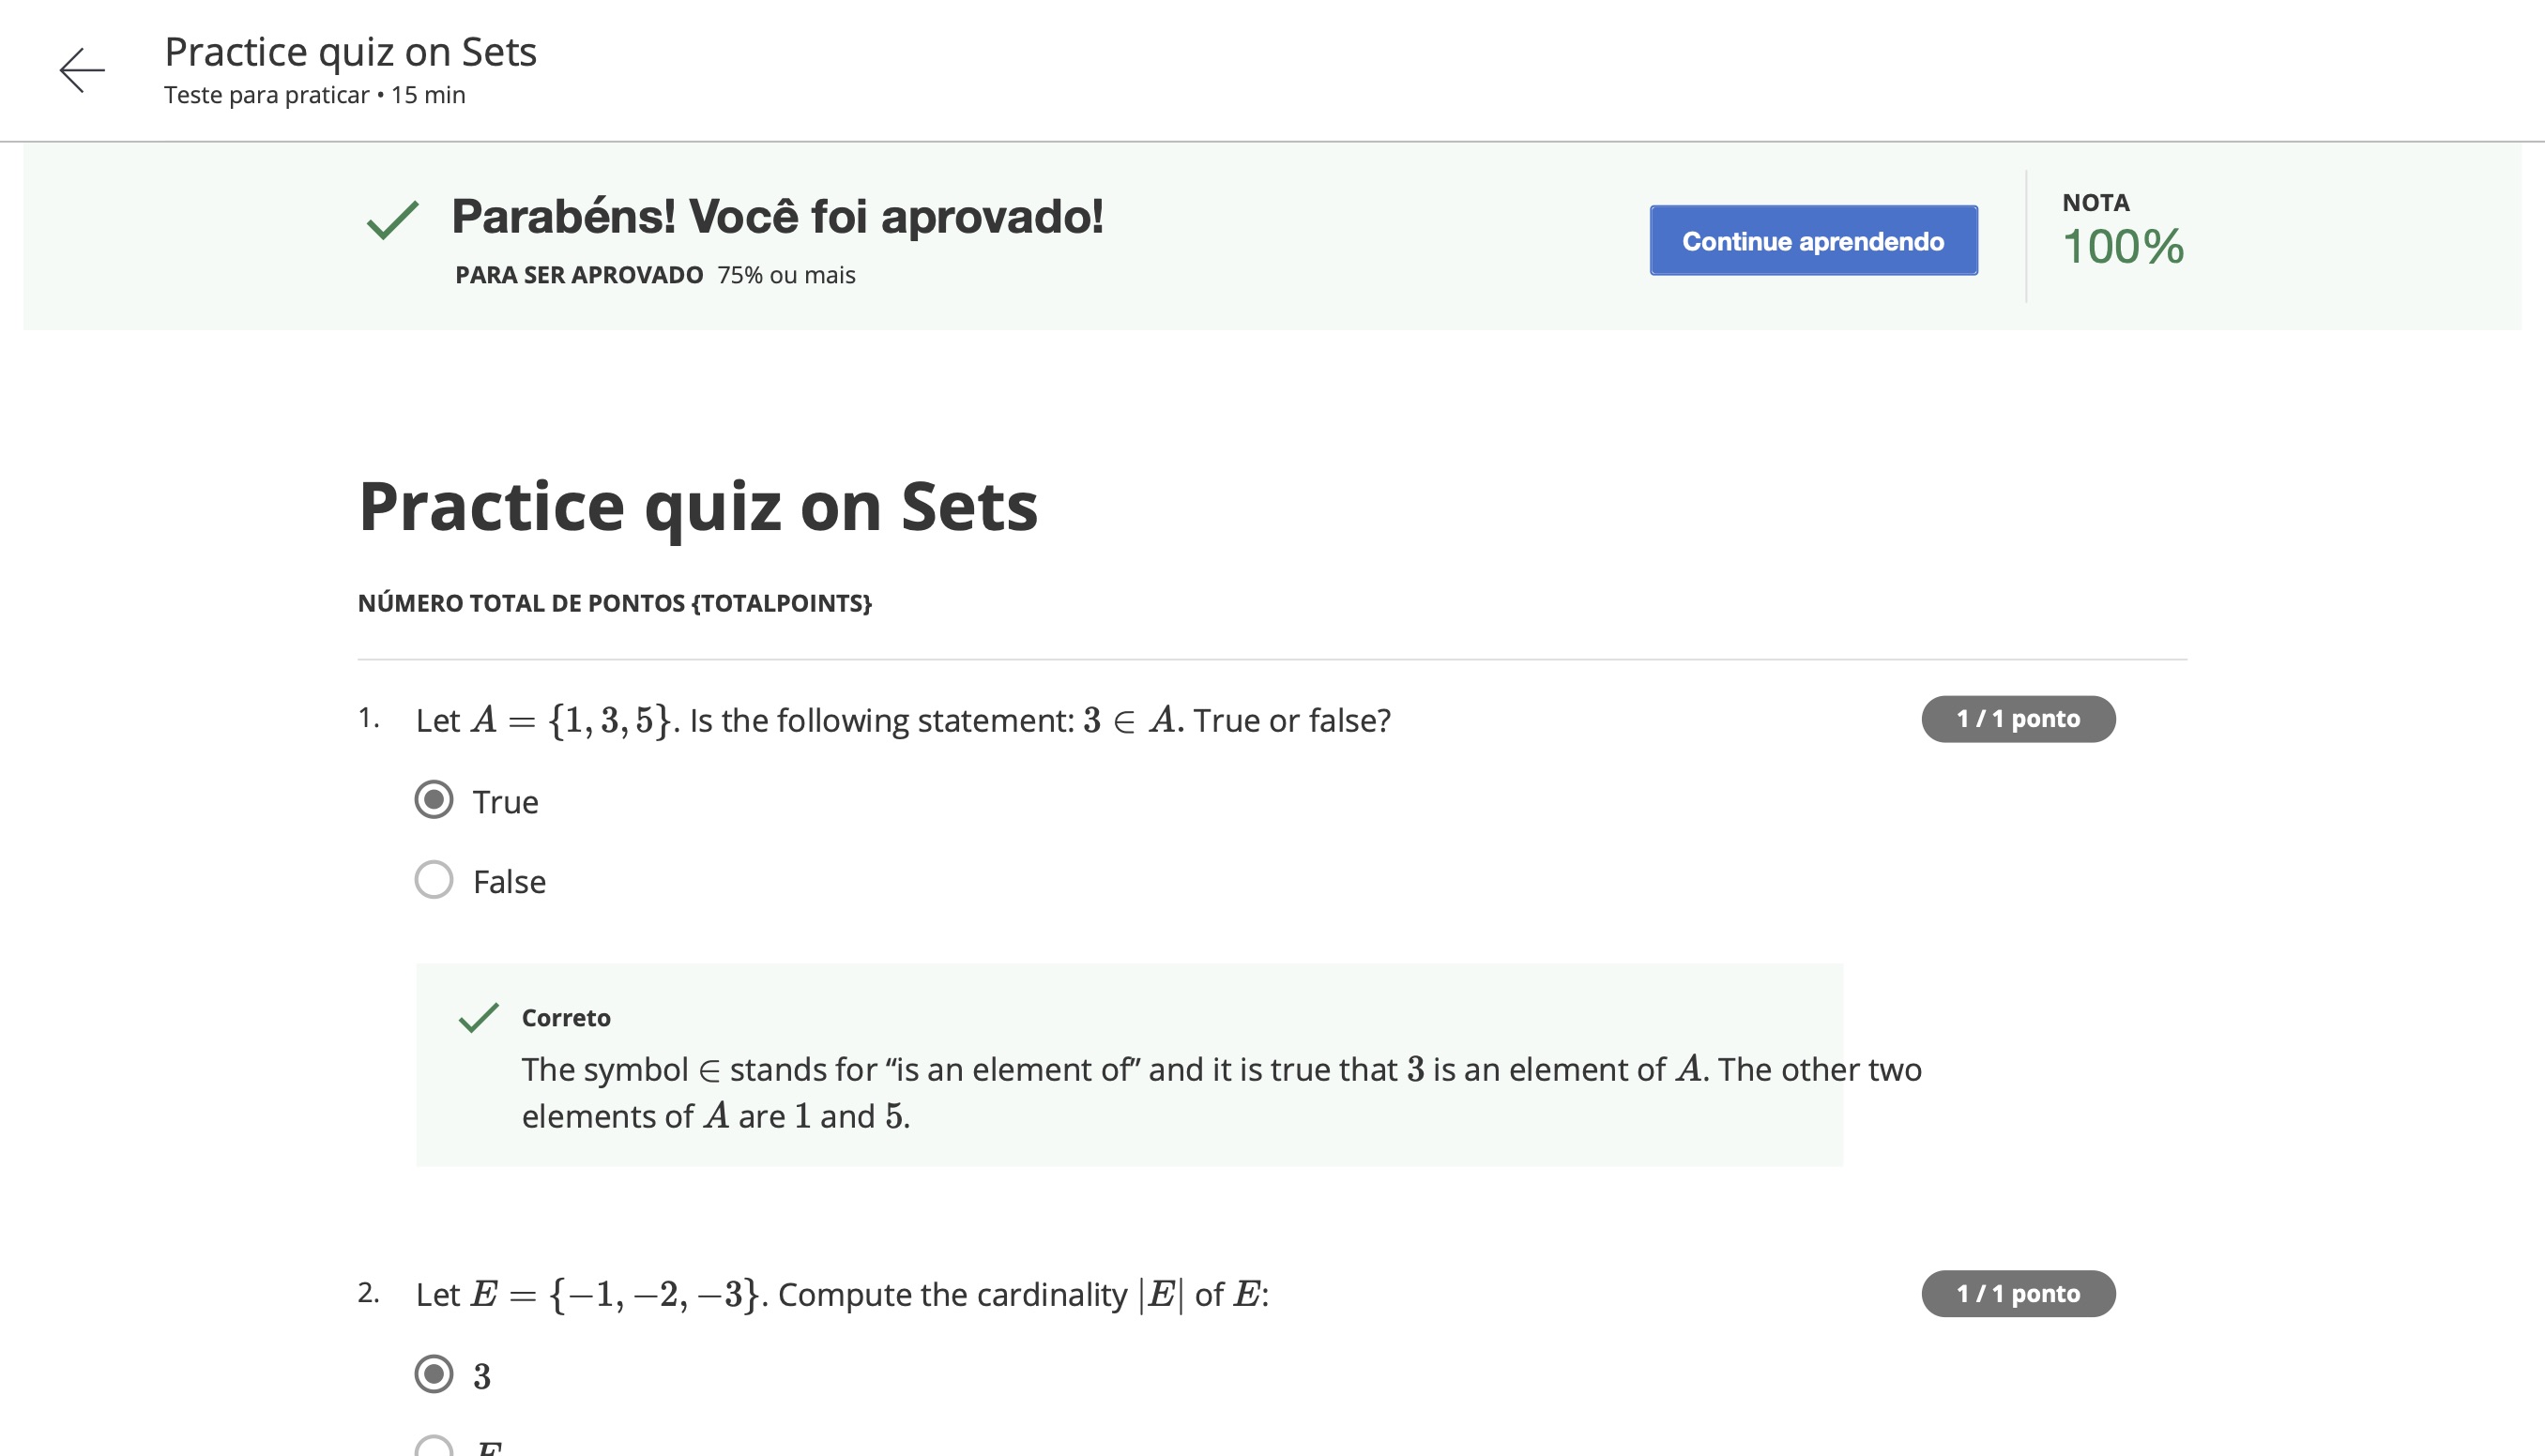 Practice quiz on Sets
Teste para praticar • 15 min
Parabéns! Você foi aprovado!
PARA SER APROVADO 75% ou mais
Continue aprendendo
NOTA
100%
Practice quiz on Sets
NÚMERO TOTAL DE PONTOS {TOTALPOINTS}
1. Let A = {1, 3, 5}. Is the following statement: 3 ∈ A. True or false?
1 / 1 ponto
True
False
Correto
The symbol ∈ stands for “is an element of” and it is true that 3 is an element of A. The other two
elements of A are 1 and 5.
2. Let E = {−1, −2, −3}. Compute the cardinality |E| of E:
1 / 1 ponto
3